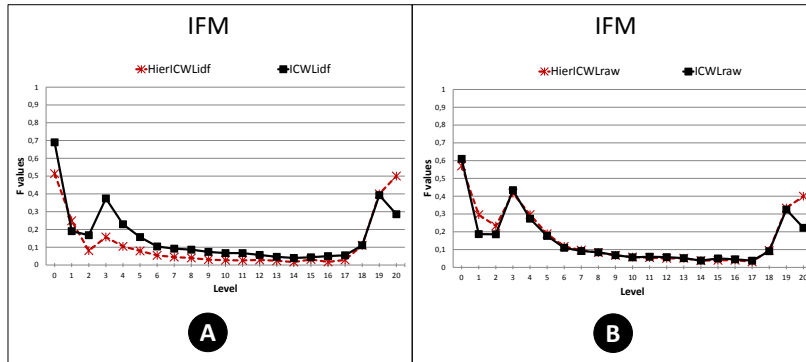 IFM
HierICWLidf ICWLidf
1
0,9
0,8
0,7
0,6
0,5
0,4
0,3
0,2
0,1
0
F values
0 1 2 3 4 5 6 7 8 9 10 11 12 13 14 15 16 17 18 19 20
Level
A
IFM
HierICWLraw ICWLraw
1
0,9
0,8
0,7
0,6
0,5
0,4
0,3
0,2
0,1
0
F values
0 1 2 3 4 5 6 7 8 9 10 11 12 13 14 15 16 17 18 19 20
Level
B